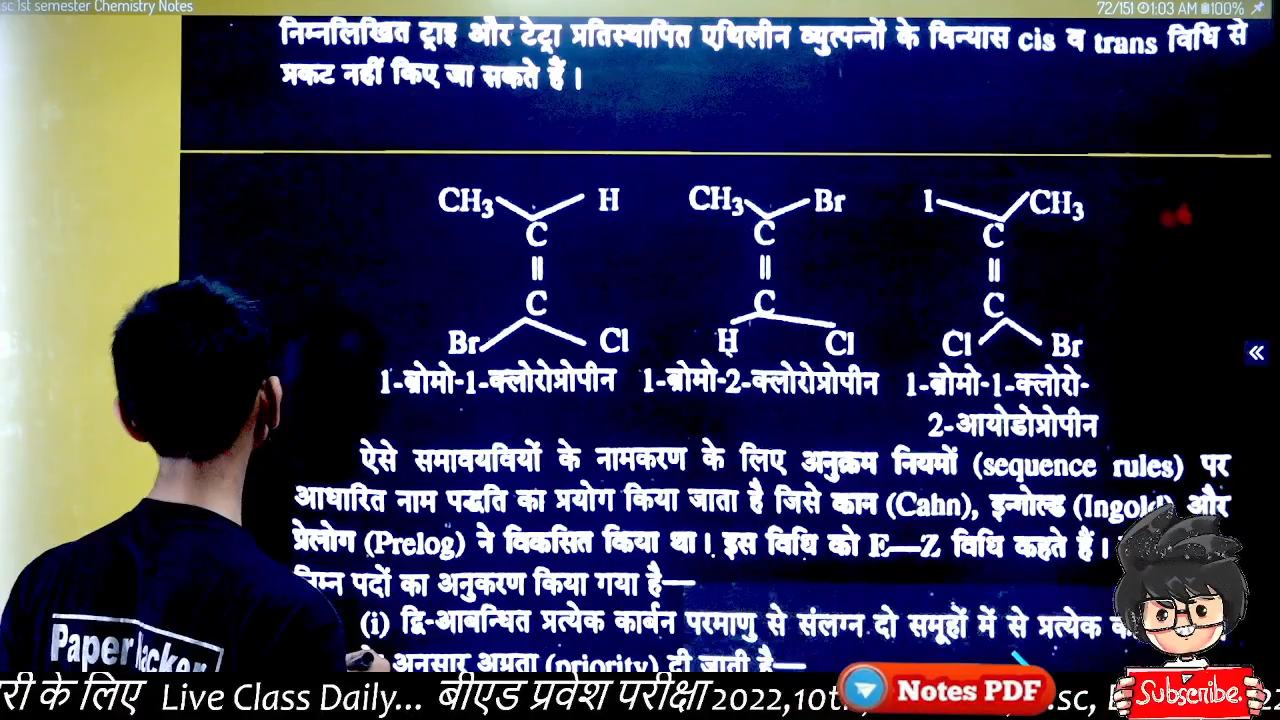 sc 1st semester Chemistry Notes
72/151 1:03 AM 100%
निम्नलिखित ट्राइ और टेट्रा प्रतिस्थापित एथिलीन व्युत्पन्नों के विन्यास cis व trans विधि से
प्रकट नहीं किए जा सकते हैं।
CH₃ H CH₃ Br I CH₃
C C C
|| || ||
C C C
Br Cl H Cl Cl Br
1-ब्रोमो-1-क्लोरोप्रोपीन 1-ब्रोमो-2-क्लोरोप्रोपीन 1-ब्रोमो-1-क्लोरो-
2-आयोडोप्रोपीन
ऐसे समावयवियों के नामकरण के लिए अनुक्रम नियमों (sequence rules) पर
आधारित नाम पद्धति का प्रयोग किया जाता है जिसे कान (Cahn), इन्गोल्ड (Ingold) और
प्रेलोग (Prelog) ने विकसित किया था। इस विधि को E—Z विधि कहते हैं।
निम्न पदों का अनुकरण किया गया है—
(i) द्वि-आबन्धित प्रत्येक कार्बन परमाणु से संलग्न दो समूहों में से प्रत्येक
अनुसार अग्रता (priority) दी जाती है—
Paper Hacker
री के लिए Live Class Daily... बीएड प्रवेश परीक्षा 2022,10t
Notes PDF
Subscribe.